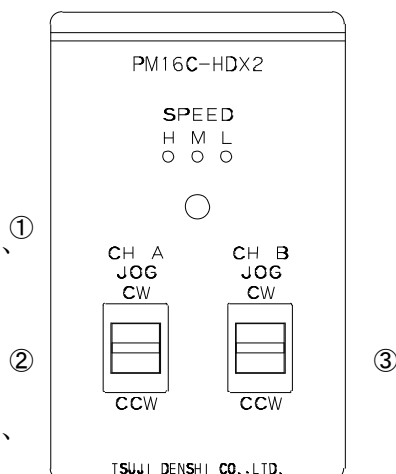 PM16C-HDX2
SPEED
H M L
①
、
CH A CH B
JOG JOG
CW CW
② ③
CCW CCW
、
TSUJI DENSHI CO.,LTD.